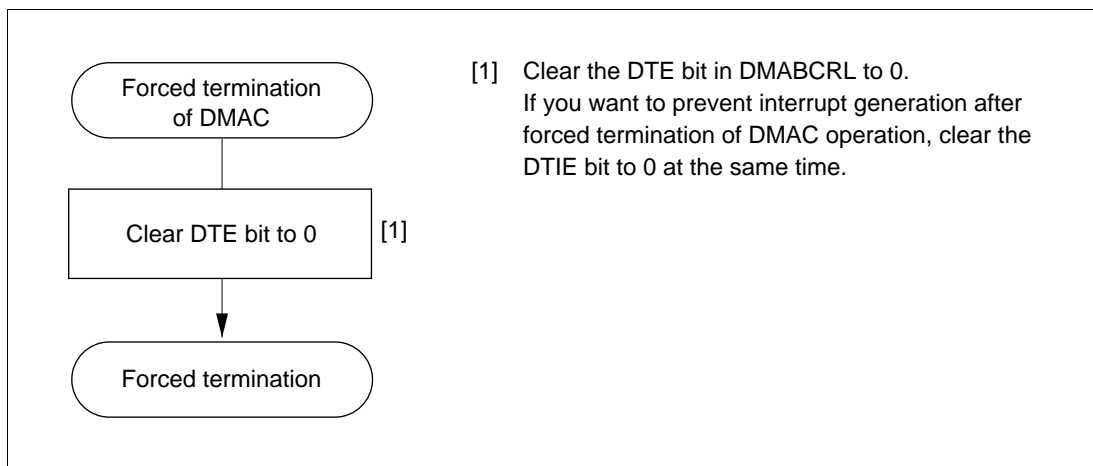 Forced termination
of DMAC
Clear DTE bit to 0
[1]
Forced termination
[1] Clear the DTE bit in DMABCRL to 0.
If you want to prevent interrupt generation after
forced termination of DMAC operation, clear the
DTIE bit to 0 at the same time.